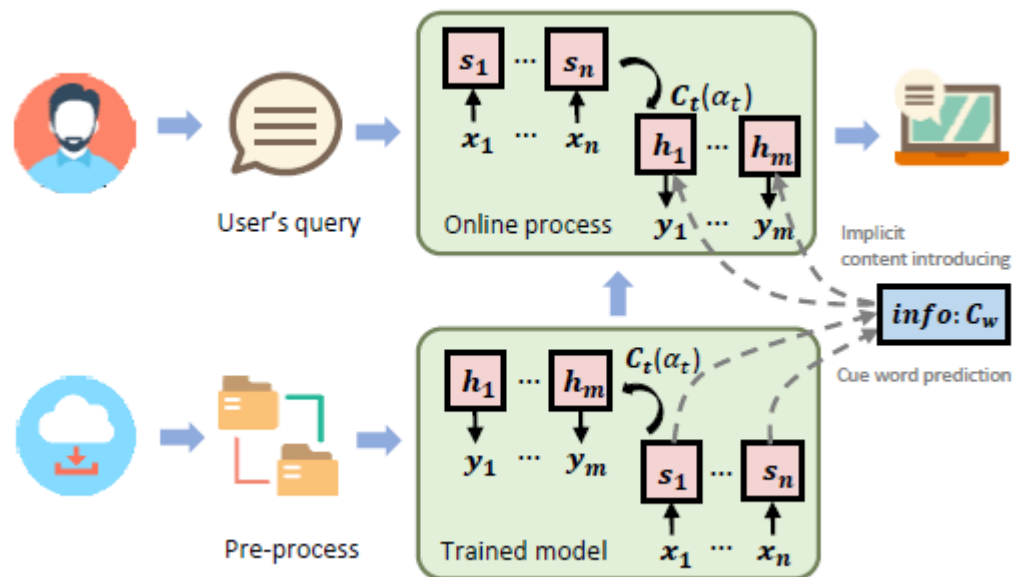 s₁ ... sₙ
Cₜ(αₜ)
x₁ ... xₙ
h₁ ... hₘ
User's query
Online process
y₁ ... yₘ
Implicit
content introducing
info: C_w
Cue word prediction
h₁ ... hₘ
Cₜ(αₜ)
y₁ ... yₘ
s₁ ... sₙ
Pre-process
Trained model
x₁ ... xₙ